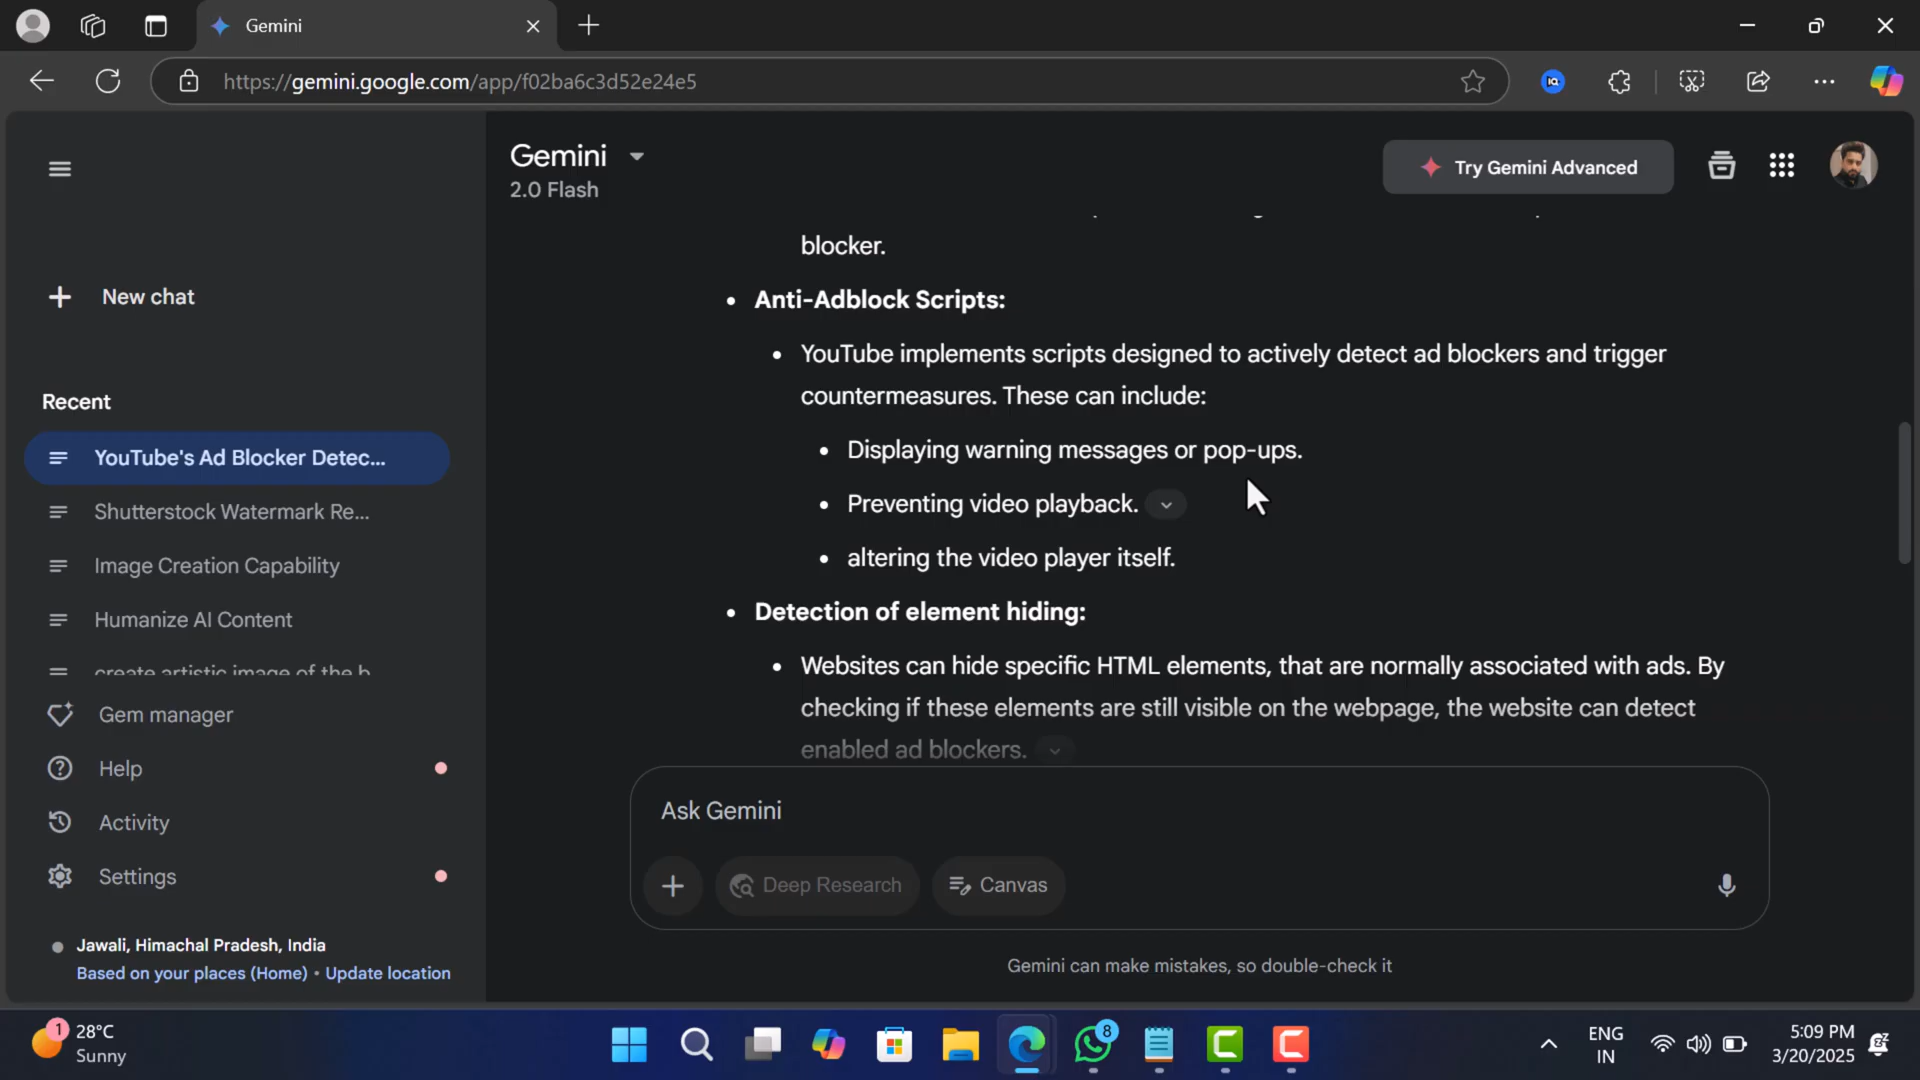 Gemini
https://gemini.google.com/app/f02ba6c3d52e24e5
Gemini
2.0 Flash
Try Gemini Advanced
New chat
Recent
YouTube's Ad Blocker Detec...
Shutterstock Watermark Re...
Image Creation Capability
Humanize AI Content
create artistic image of the b
Gem manager
Help
Activity
Settings
Jawali, Himachal Pradesh, India
Based on your places (Home) • Update location
blocker.
• Anti-Adblock Scripts:
• YouTube implements scripts designed to actively detect ad blockers and trigger
countermeasures. These can include:
• Displaying warning messages or pop-ups.
• Preventing video playback.
• altering the video player itself.
• Detection of element hiding:
• Websites can hide specific HTML elements, that are normally associated with ads. By
checking if these elements are still visible on the webpage, the website can detect
enabled ad blockers.
Ask Gemini
Deep Research
Canvas
Gemini can make mistakes, so double-check it
1
28°C
Sunny
8
ENG
IN
5:09 PM
3/20/2025